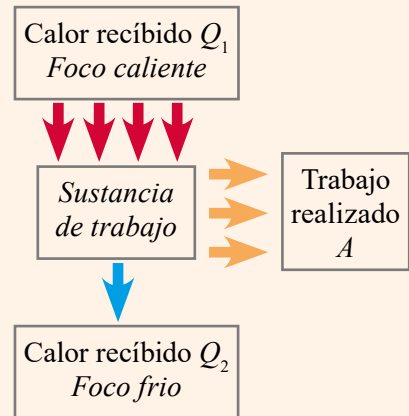 Calor recíbido Q₁
Foco caliente
Sustancia
de trabajo
Trabajo
realizado
A
Calor recíbido Q₂
Foco frio